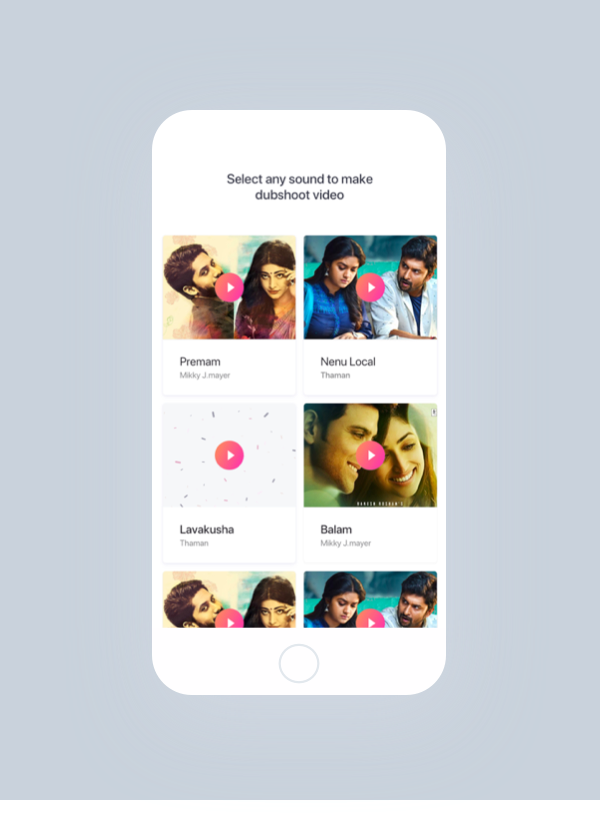 Select any sound to make
dubshoot video
Premam
Mikky J.mayer
Nenu Local
Thaman
Lavakusha
Thaman
Balam
Mikky J.mayer